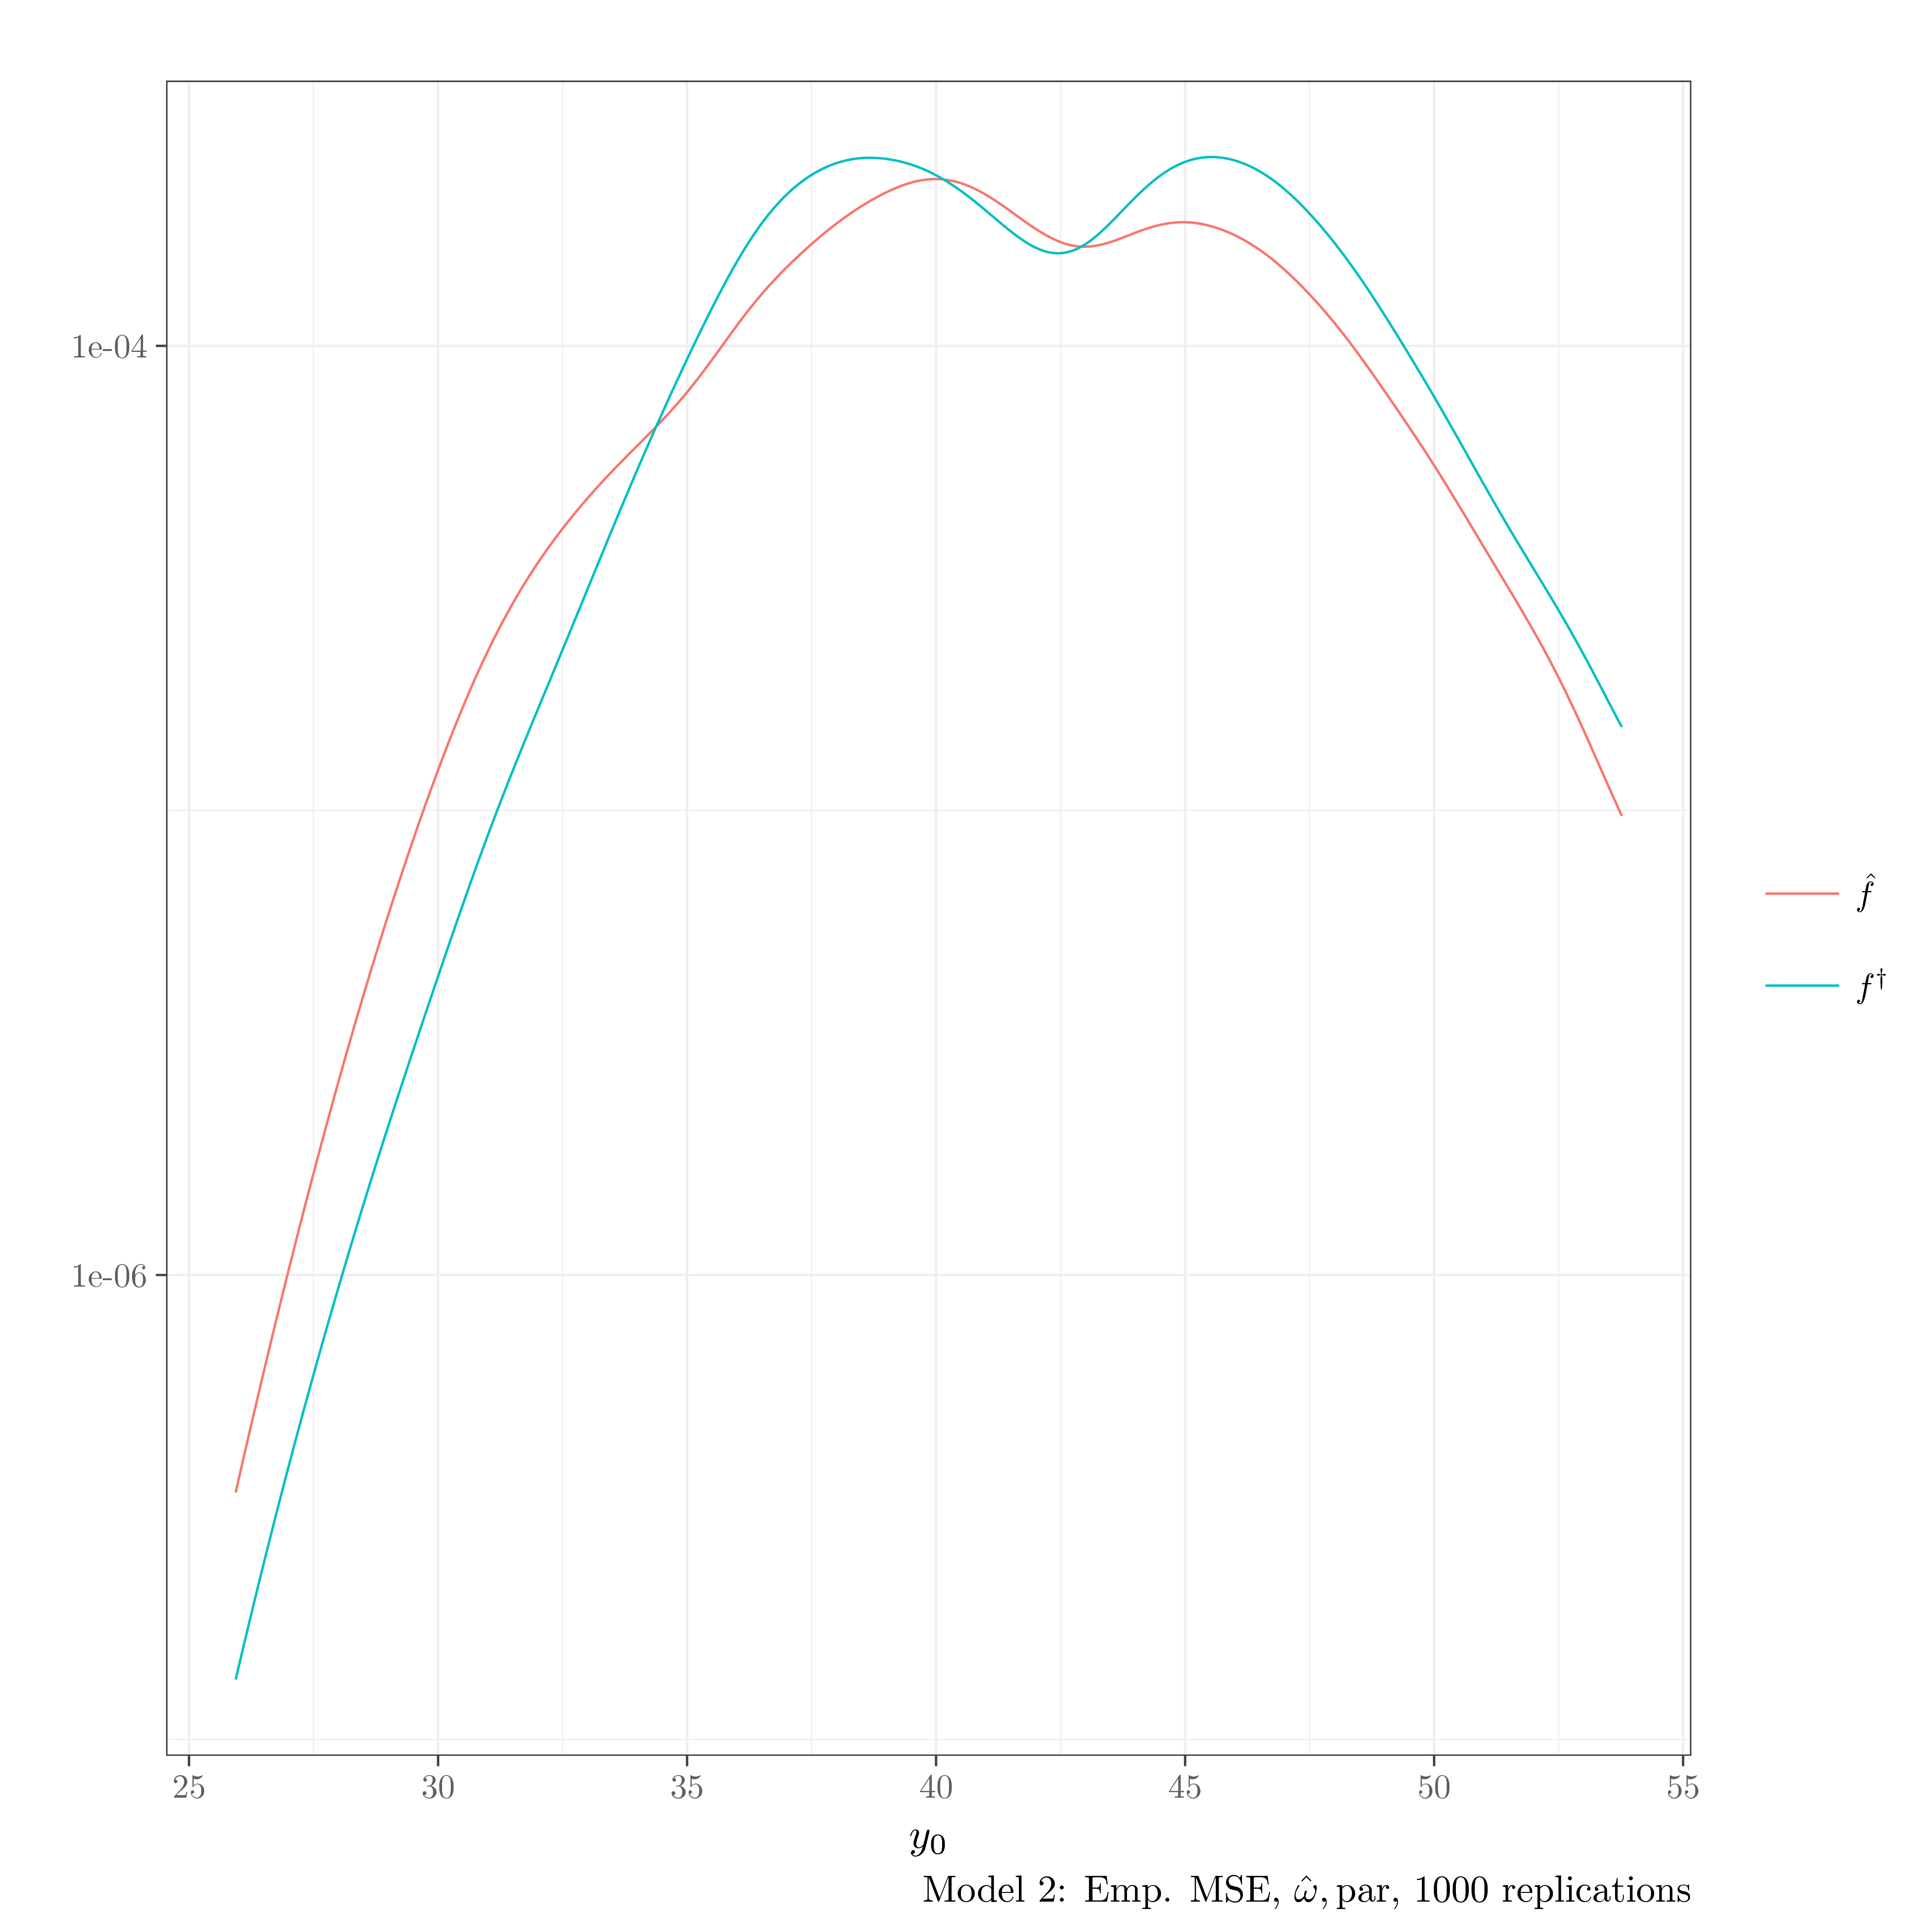 1e-04
1e-06
25 30 35 40 45 50 55
y₀
f̂
f†
Model 2: Emp. MSE, ω̂, par, 1000 replications